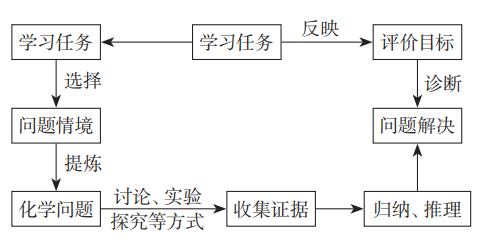 学习任务
学习任务
反映
评价目标
选择
诊断
问题情境
问题解决
提炼
化学问题
讨论、实验
探究等方式
收集证据
归纳、推理